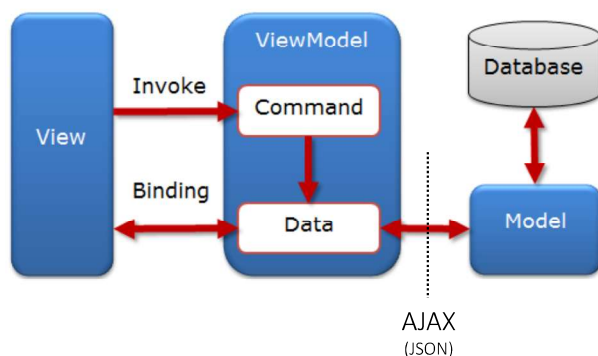 ViewModel
Database
Invoke
Command
View
Binding
Data
Model
AJAX
(JSON)